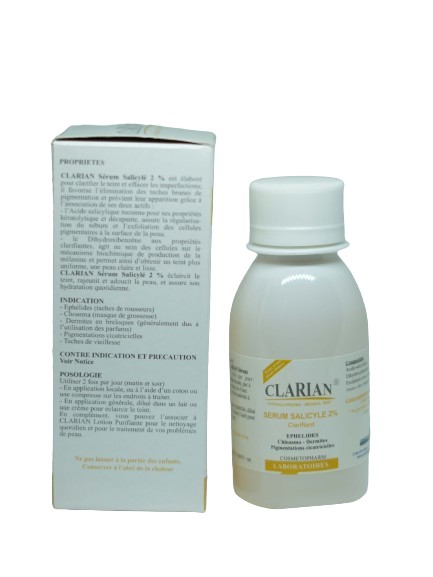 PROPRIETES
CLARIAN Sérum Salicylé 2 % est élaboré
pour clarifier le teint et effacer les imperfections;
il favorise l'élimination des taches brunes de
pigmentation et prévient leur apparition grâce à
l'association de ses deux actifs :
- l'Acide salicylique reconnu pour ses propriétés
kératolytique et décapante, assure la régularisa-
tion du sébum et l'exfoliation des cellules
pigmentaires à la surface de la peau.
- le Dihydroxibenzène aux propriétés
clarifiantes, agit au sein des cellules sur le
mécanisme biochimique de production de la
mélanine et permet ainsi d'obtenir un teint plus
uniforme, une peau claire et lisse.
CLARIAN Sérum Salicylé 2 % éclaircit le
teint, rajeunit et adoucit la peau, et assure son
hydratation quotidienne.
INDICATION
- Ephélides (taches de rousseurs)
- Cloasma (masque de grossesse)
- Dermites en breloques (généralement dus à
l'utilisation des parfums)
- Pigmentations cicatricielles
- Taches de vieillesse
CONTRE INDICATION ET PRECAUTION
Voir Notice
POSOLOGIE
Utiliser 2 fois par jour (matin et soir)
- En application locale, ou à l'aide d'un coton ou
une compresse sur les endroits à traiter.
- En application générale, dilué dans un lait ou
une crème pour éclaircir le teint.
En complément, vous pouvez l'associer à
CLARIAN Lotion Purifiante pour le nettoyage
quotidien et pour le traitement de vos problèmes
de peau.
Ne pas laisser à la portée des enfants.
Conserver à l'abri de la chaleur
CLARIAN
SERUM SALICYLE 2%
Clarifiant
EPHELIDES
Chloasma - Dermites
Pigmentations cicatricielles
COSMETOPHARM
LABORATOIRES